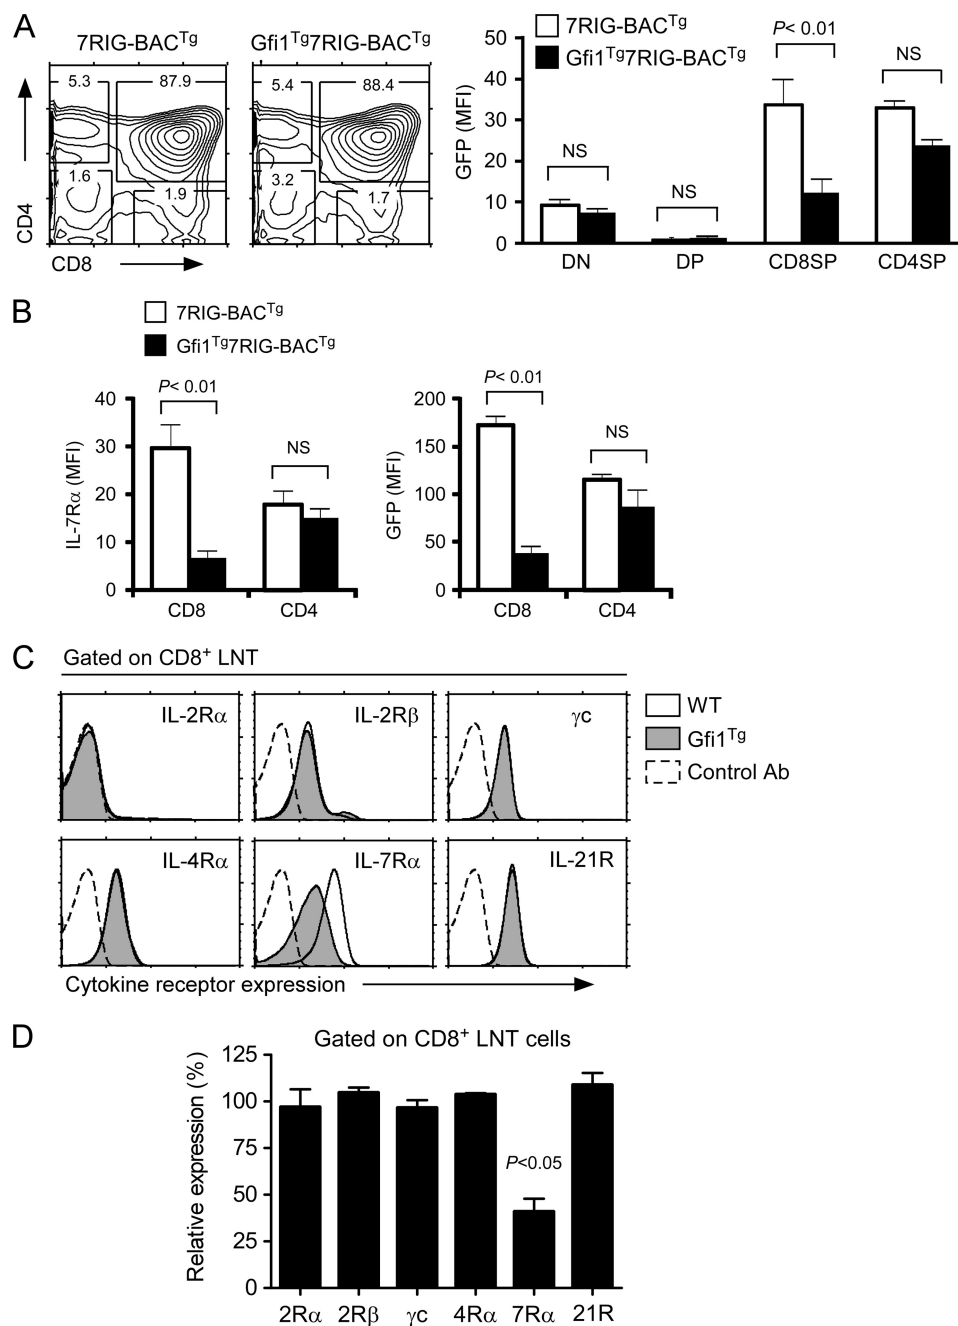 A
7RIG-BACTg
Gfi1Tg7RIG-BACTg
5.3
87.9
1.6
1.9
5.4
88.4
3.2
1.7
CD4
CD8
7RIG-BACTg
Gfi1Tg7RIG-BACTg
GFP (MFI)
50
40
30
20
10
0
NS
NS
P< 0.01
NS
DN
DP
CD8SP
CD4SP
B
7RIG-BACTg
Gfi1Tg7RIG-BACTg
IL-7Rα (MFI)
40
30
20
10
0
P< 0.01
NS
CD8
CD4
GFP (MFI)
200
150
100
50
0
P< 0.01
NS
CD8
CD4
C
Gated on CD8+ LNT
IL-2Rα
IL-2Rβ
γc
IL-4Rα
IL-7Rα
IL-21R
WT
Gfi1Tg
Control Ab
Cytokine receptor expression
D
Gated on CD8+ LNT cells
Relative expression (%)
125
100
75
50
25
0
P<0.05
2Rα
2Rβ
γc
4Rα
7Rα
21R